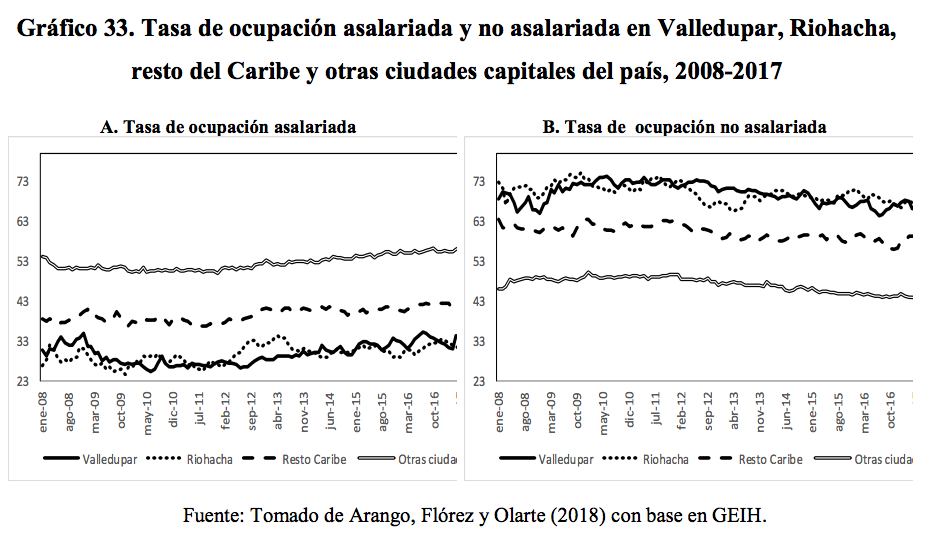 Gráfico 33. Tasa de ocupación asalariada y no asalariada en Valledupar, Riohacha,
resto del Caribe y otras ciudades capitales del país, 2008-2017
A. Tasa de ocupación asalariada
73
63
53
43
33
23
ene-08
ago-08
mar-09
oct-09
may-10
dic-10
jul-11
feb-12
sep-12
abr-13
nov-13
jun-14
ene-15
ago-15
mar-16
oct-16
Valledupar Riohacha Resto Caribe Otras ciuda
B. Tasa de ocupación no asalariada
73
63
53
43
33
23
ene-08
ago-08
mar-09
oct-09
may-10
dic-10
jul-11
feb-12
sep-12
abr-13
nov-13
jun-14
ene-15
ago-15
mar-16
oct-16
Valledupar Riohacha Resto Caribe Otras ciudad
Fuente: Tomado de Arango, Flórez y Olarte (2018) con base en GEIH.